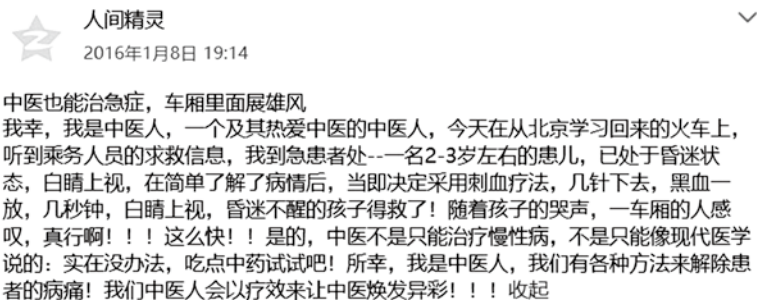 人间精灵
2016年1月8日 19:14
中医也能治急症，车厢里面展雄风
我幸，我是中医人，一个及其热爱中医的中医人，今天在从北京学习回来的火车上，
听到乘务人员的求救信息，我到急患者处--一名2-3岁左右的患儿，已处于昏迷状
态，白睛上视，在简单了解了病情后，当即决定采用刺血疗法，几针下去，黑血一
放，几秒钟，白睛上视，昏迷不醒的孩子得救了！随着孩子的哭声，一车厢的人感
叹，真行啊！！！这么快！！是的，中医不是只能治疗慢性病，不是只能像现代医学
说的：实在没办法，吃点中药试试吧！所幸，我是中医人，我们有各种方法来解除患
者的病痛！我们中医人会以疗效来让中医焕发异彩！！！收起